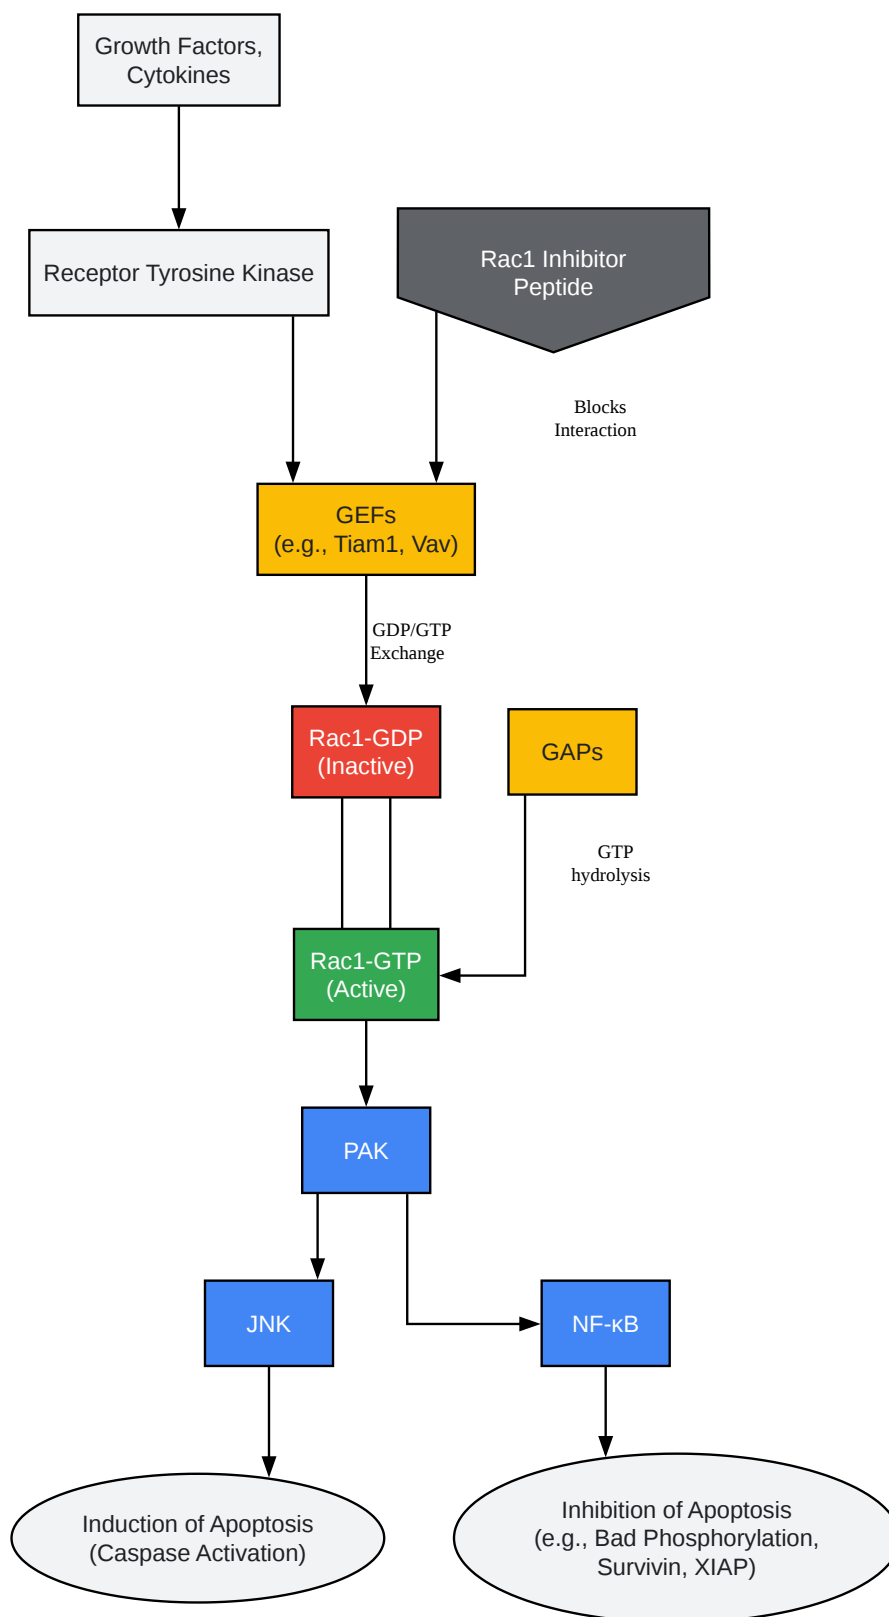 Growth Factors,
Cytokines
Receptor Tyrosine Kinase
Rac1 Inhibitor
Peptide
Blocks
Interaction
GEFs
(e.g., Tiam1, Vav)
GDP/GTP
Exchange
Rac1-GDP
(Inactive)
GAPs
GTP
hydrolysis
Rac1-GTP
(Active)
PAK
JNK
NF-κB
Induction of Apoptosis
(Caspase Activation)
Inhibition of Apoptosis
(e.g., Bad Phosphorylation,
Survivin, XIAP)